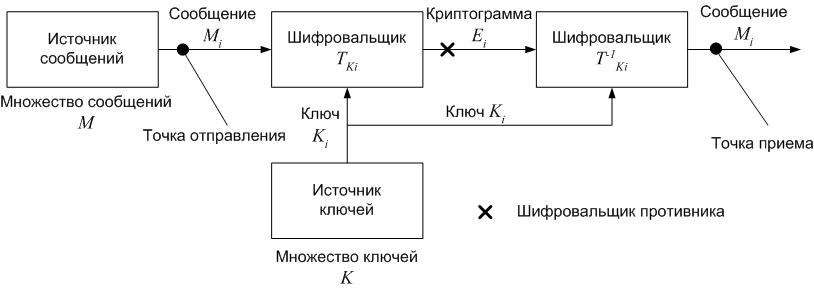 Источник
сообщений
Множество сообщений
M
Сообщение
M_i
Точка отправления
Шифровальщик
T_Ki
Криптограмма
E_i
Шифровальщик
T^-1_Ki
Сообщение
M_i
Точка приема
Ключ
K_i
Ключ K_i
Источник
ключей
Множество ключей
K
Шифровальщик противника